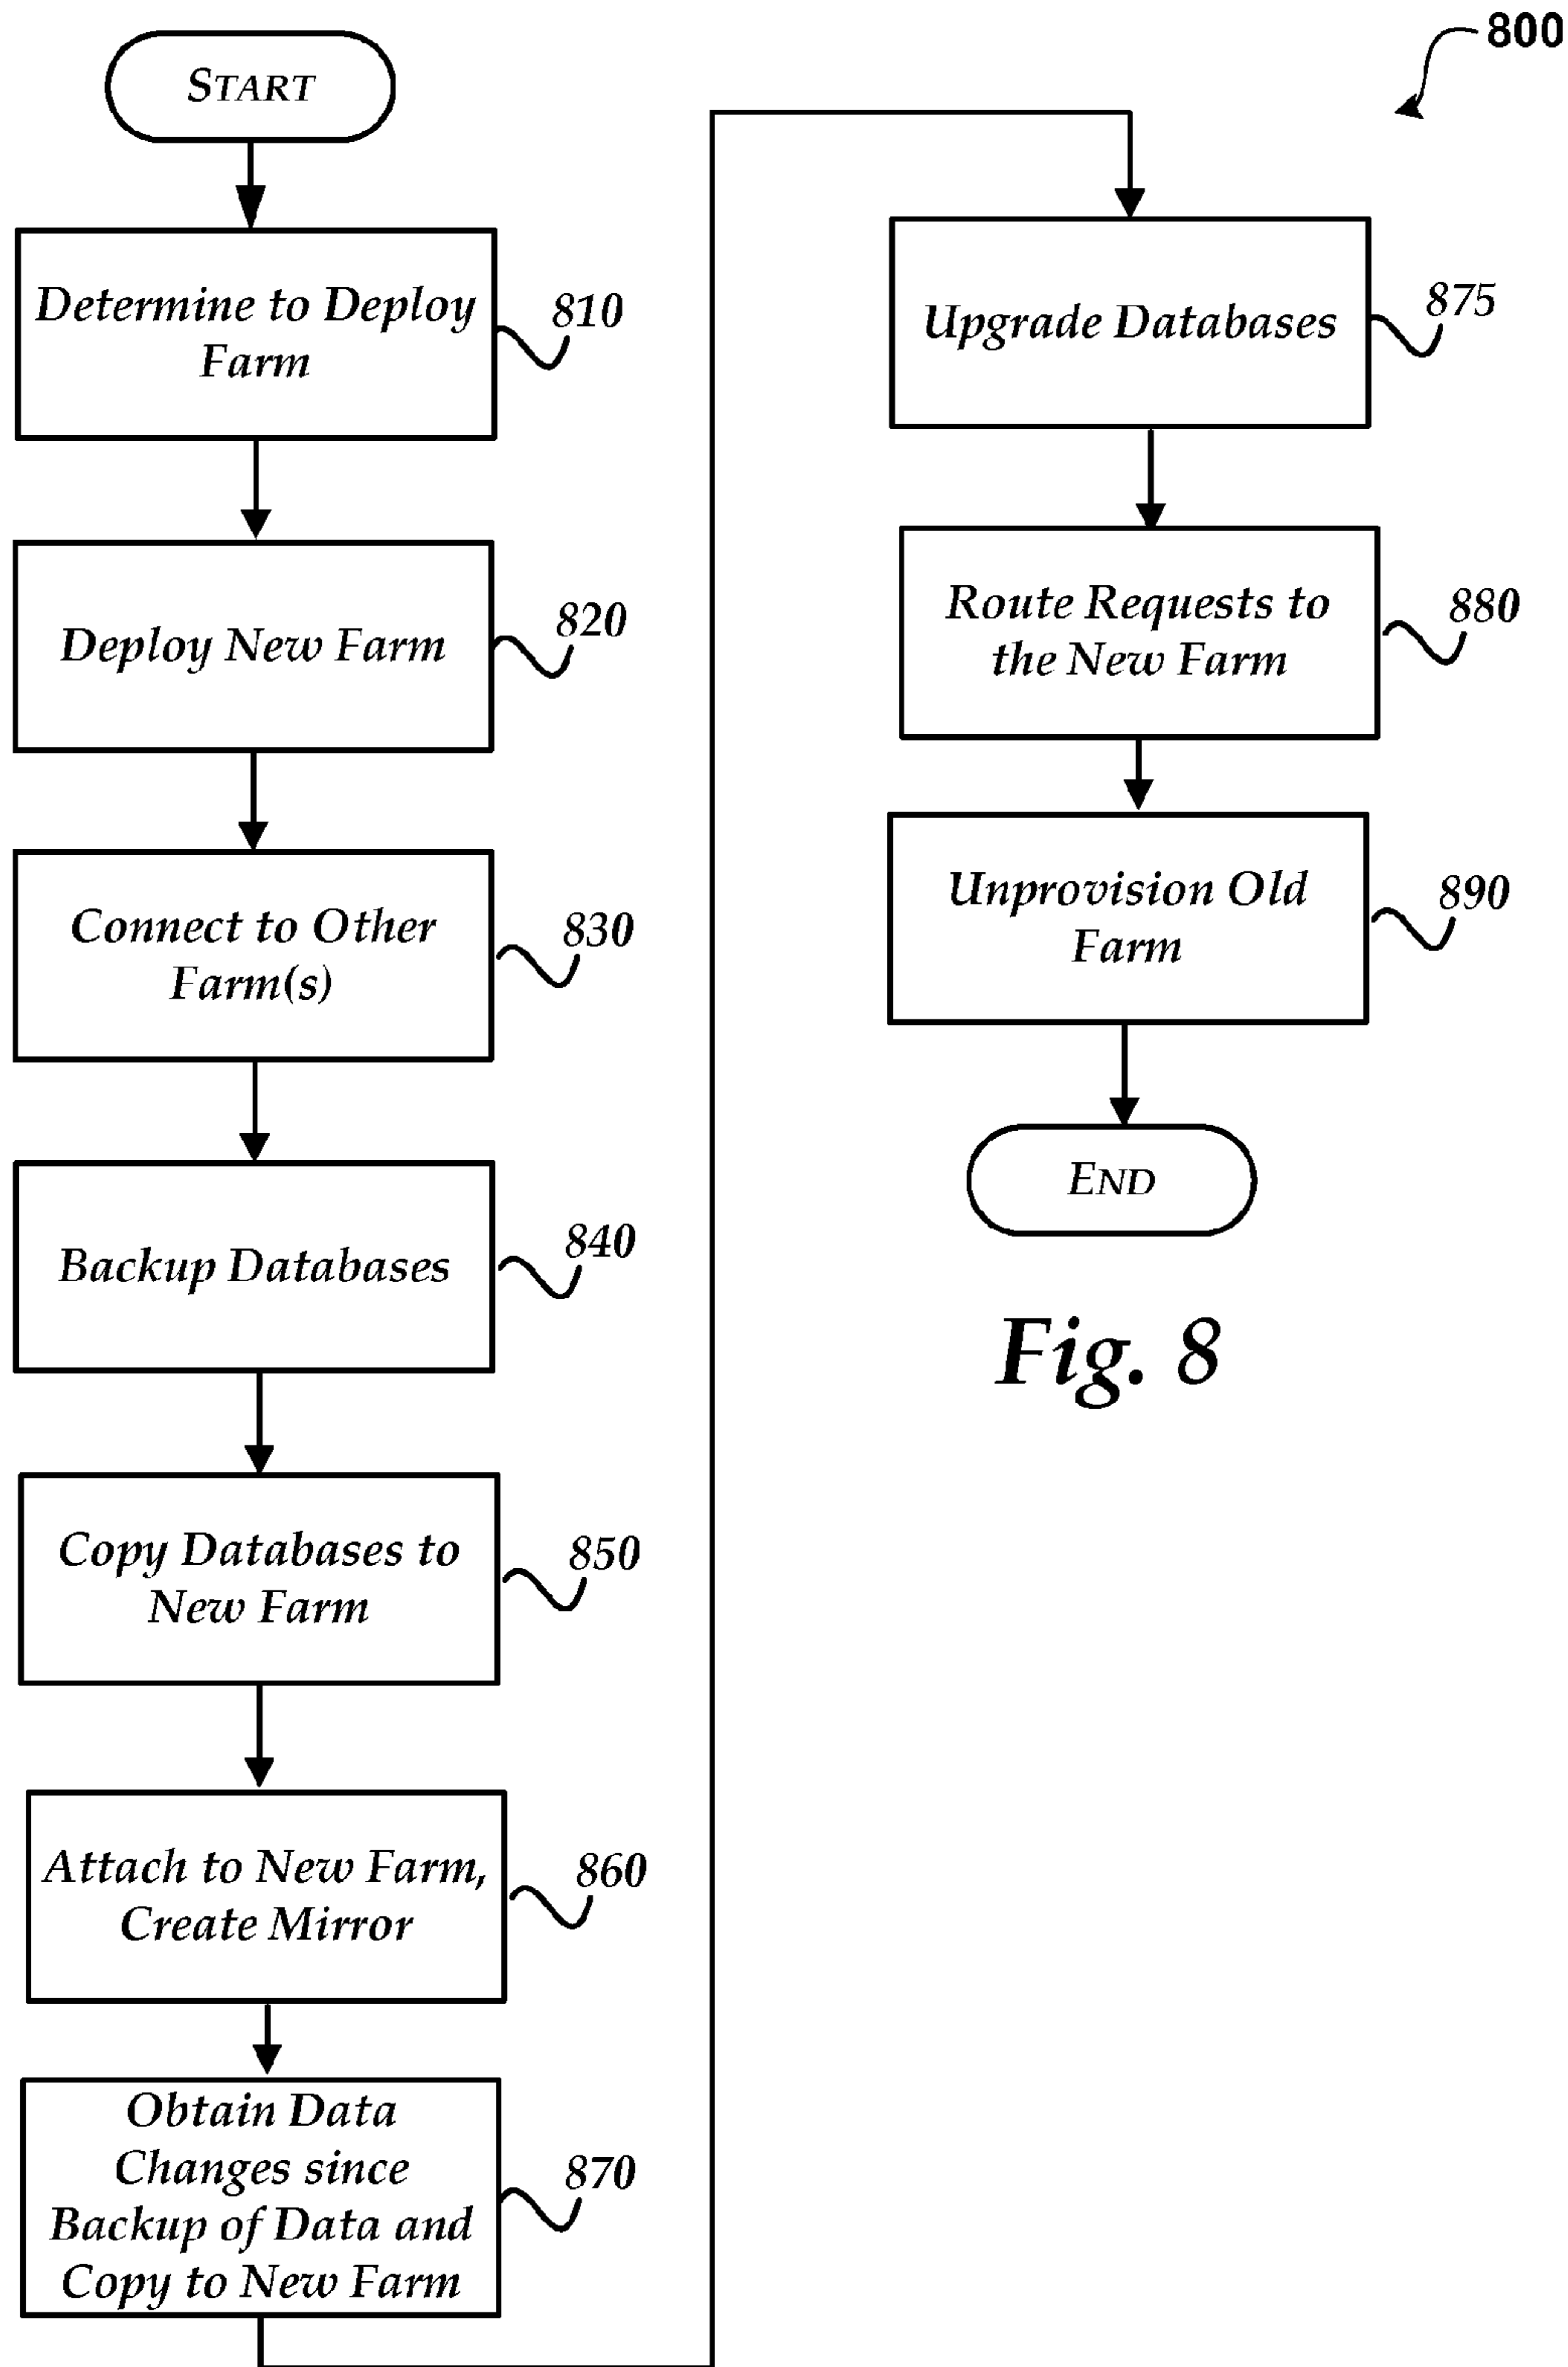 800
START
Determine to Deploy
Farm
810
Deploy New Farm
820
Connect to Other
Farm(s)
830
Backup Databases
840
Copy Databases to
New Farm
850
Attach to New Farm,
Create Mirror
860
Obtain Data
Changes since
Backup of Data and
Copy to New Farm
870
Upgrade Databases
875
Route Requests to
the New Farm
880
Unprovision Old
Farm
890
END
Fig. 8